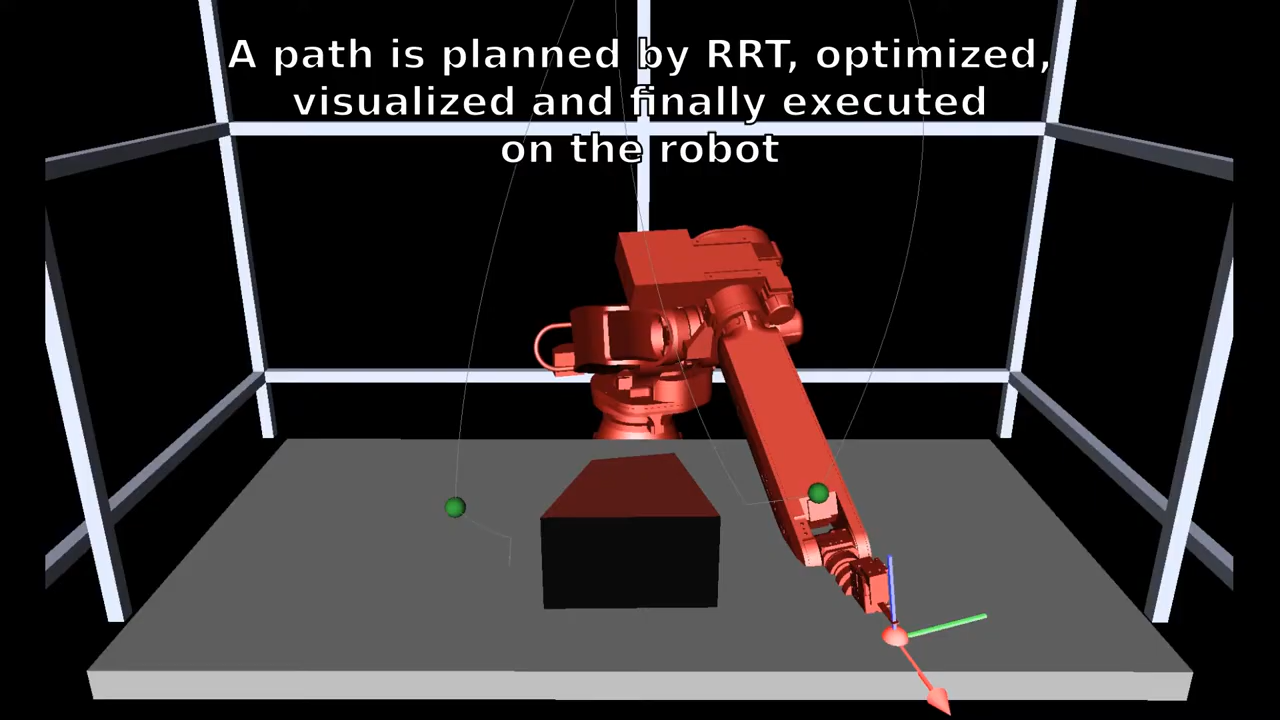 A path is planned by RRT, optimized,
visualized and finally executed
on the robot